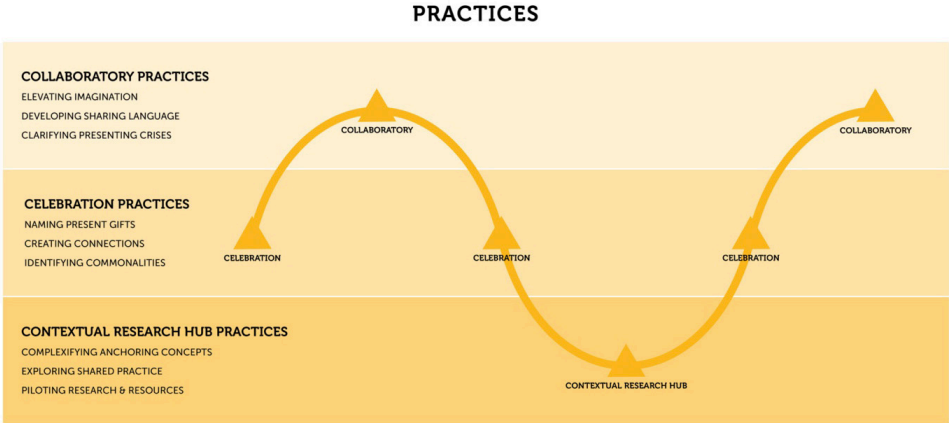 PRACTICES
COLLABORATORY PRACTICES
ELEVATING IMAGINATION
DEVELOPING SHARING LANGUAGE
CLARIFYING PRESENTING CRISES
COLLABORATORY
COLLABORATORY
CELEBRATION PRACTICES
NAMING PRESENT GIFTS
CREATING CONNECTIONS
IDENTIFYING COMMONALITIES
CELEBRATION
CELEBRATION
CELEBRATION
CONTEXTUAL RESEARCH HUB PRACTICES
COMPLEXIFYING ANCHORING CONCEPTS
EXPLORING SHARED PRACTICE
PILOTING RESEARCH & RESOURCES
CONTEXTUAL RESEARCH HUB